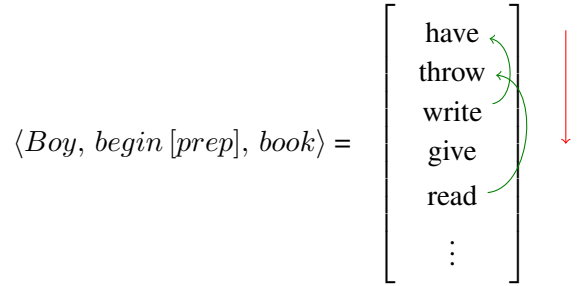 have
throw
write
⟨Boy, begin [prep], book⟩ =
give
read
⋮